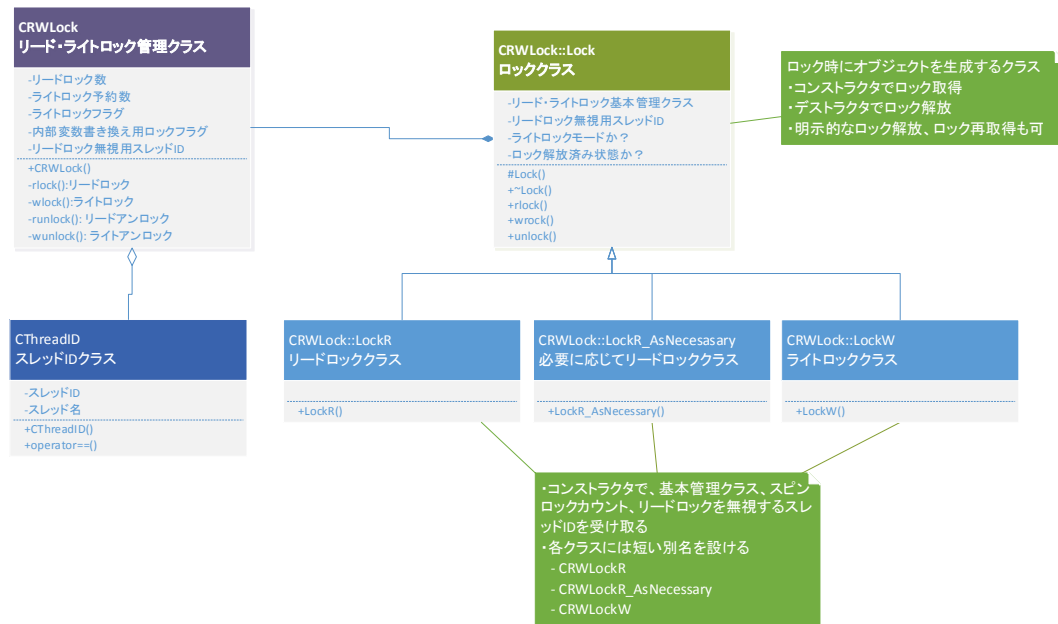 CRWLock
リード・ライトロック管理クラス
-リードロック数
-ライトロック予約数
-ライトロックフラグ
-内部変数書き換え用ロックフラグ
-リードロック無視用スレッドID
+CRWLock()
-rlock():リードロック
-wlock():ライトロック
-runlock(): リードアンロック
-wunlock(): ライトアンロック
CRWLock::Lock
ロッククラス
-リード・ライトロック基本管理クラス
-リードロック無視用スレッドID
-ライトロックモードか？
-ロック解放済み状態か？
#Lock()
+~Lock()
+rlock()
+wrock()
+unlock()
ロック時にオブジェクトを生成するクラス
・コンストラクタでロック取得
・デストラクタでロック解放
・明示的なロック解放、ロック再取得も可
CThreadID
スレッドIDクラス
-スレッドID
-スレッド名
+CThreadID()
+operator==()
CRWLock::LockR
リードロッククラス
+LockR()
CRWLock::LockR_AsNecesasary
必要に応じてリードロッククラス
+LockR_AsNecessary()
CRWLock::LockW
ライトロッククラス
+LockW()
・コンストラクタで、基本管理クラス、スピン
ロックカウント、リードロックを無視するスレ
ッドIDを受け取る
・各クラスには短い別名を設ける
- CRWLockR
- CRWLockR_AsNecessary
- CRWLockW